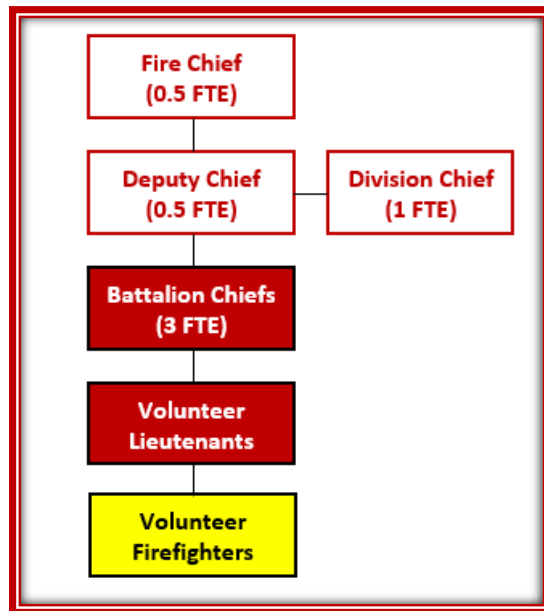 Fire Chief
(0.5 FTE)
Deputy Chief
(0.5 FTE)
Division Chief
(1 FTE)
Battalion Chiefs
(3 FTE)
Volunteer
Lieutenants
Volunteer
Firefighters